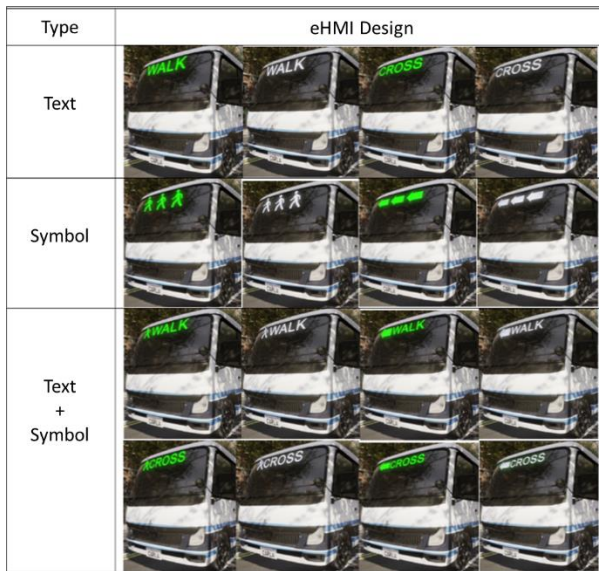 Type eHMI Design
Text WALK WALK CROSS CROSS
Symbol
WALK WALK WALK WALK
Text
+
Symbol
CROSS CROSS CROSS CROSS